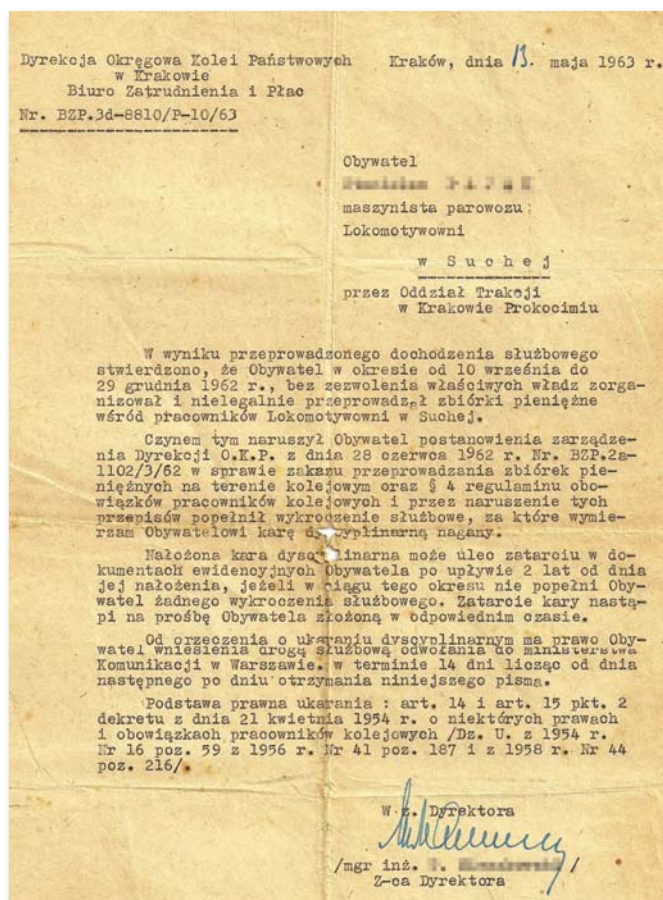 Dyrekcja Okręgowa Kolei Państwowych
w Krakowie
Biuro Zatrudnienia i Płac
Nr. BZP.3d-8810/P-10/63
Kraków, dnia 13. maja 1963 r.
Obywatel
maszynista parowozu
Lokomotywowni
w Suchej
przez Oddział Trakcji
w Krakowie Prokocimiu
W wyniku przeprowadzonego dochodzenia służbowego
stwierdzono, że Obywatel w okresie od 10 września do
29 grudnia 1962 r., bez zezwolenia właściwych władz zorga-
nizował i nielegalnie przeprowadzał zbiórki pieniężne
wśród pracowników Lokomotywowni w Suchej.
Czynem tym naruszył Obywatel postanowienia zarządze-
nia Dyrekcji O.K.P. z dnia 28 czerwca 1962 r. Nr. BZP.2a-
1102/3/62 w sprawie zakazu przeprowadzania zbiórek pie-
niężnych na terenie kolejowym oraz § 4 regulaminu obo-
wiązków pracowników kolejowych i przez naruszenie tych
przepisów popełnił wykroczenie służbowe, za które wymie-
rzam Obywatelowi karę dyscyplinarną nagany.
Nałożona kara dyscyplinarna może ulec zatarciu w do-
kumentach ewidencyjnych Obywatela po upływie 2 lat od dnia
jej nałożenia, jeżeli w ciągu tego okresu nie popełni Oby-
watel żadnego wykroczenia służbowego. Zatarcie kary nastą-
pi na prośbę Obywatela złożoną w odpowiednim czasie.
Od orzeczenia o ukaraniu dyscyplinarnym ma prawo Oby-
watel wniesienia drogą służbową odwołania do ministerstwa
Komunikacji w Warszawie. w terminie 14 dni licząc od dnia
następnego po dniu otrzymania niniejszego pisma.
Podstawa prawna ukarania : art. 14 i art. 15 pkt. 2
dekretu z dnia 21 kwietnia 1954 r. o niektórych prawach
i obowiązkach pracowników kolejowych /Dz. U. z 1954 r.
Nr 16 poz. 59 z 1956 r. Nr 41 poz. 187 i z 1958 r. Nr 44
poz. 216/.
W z. Dyrektora
/mgr inż. /
Z-ca Dyrektora